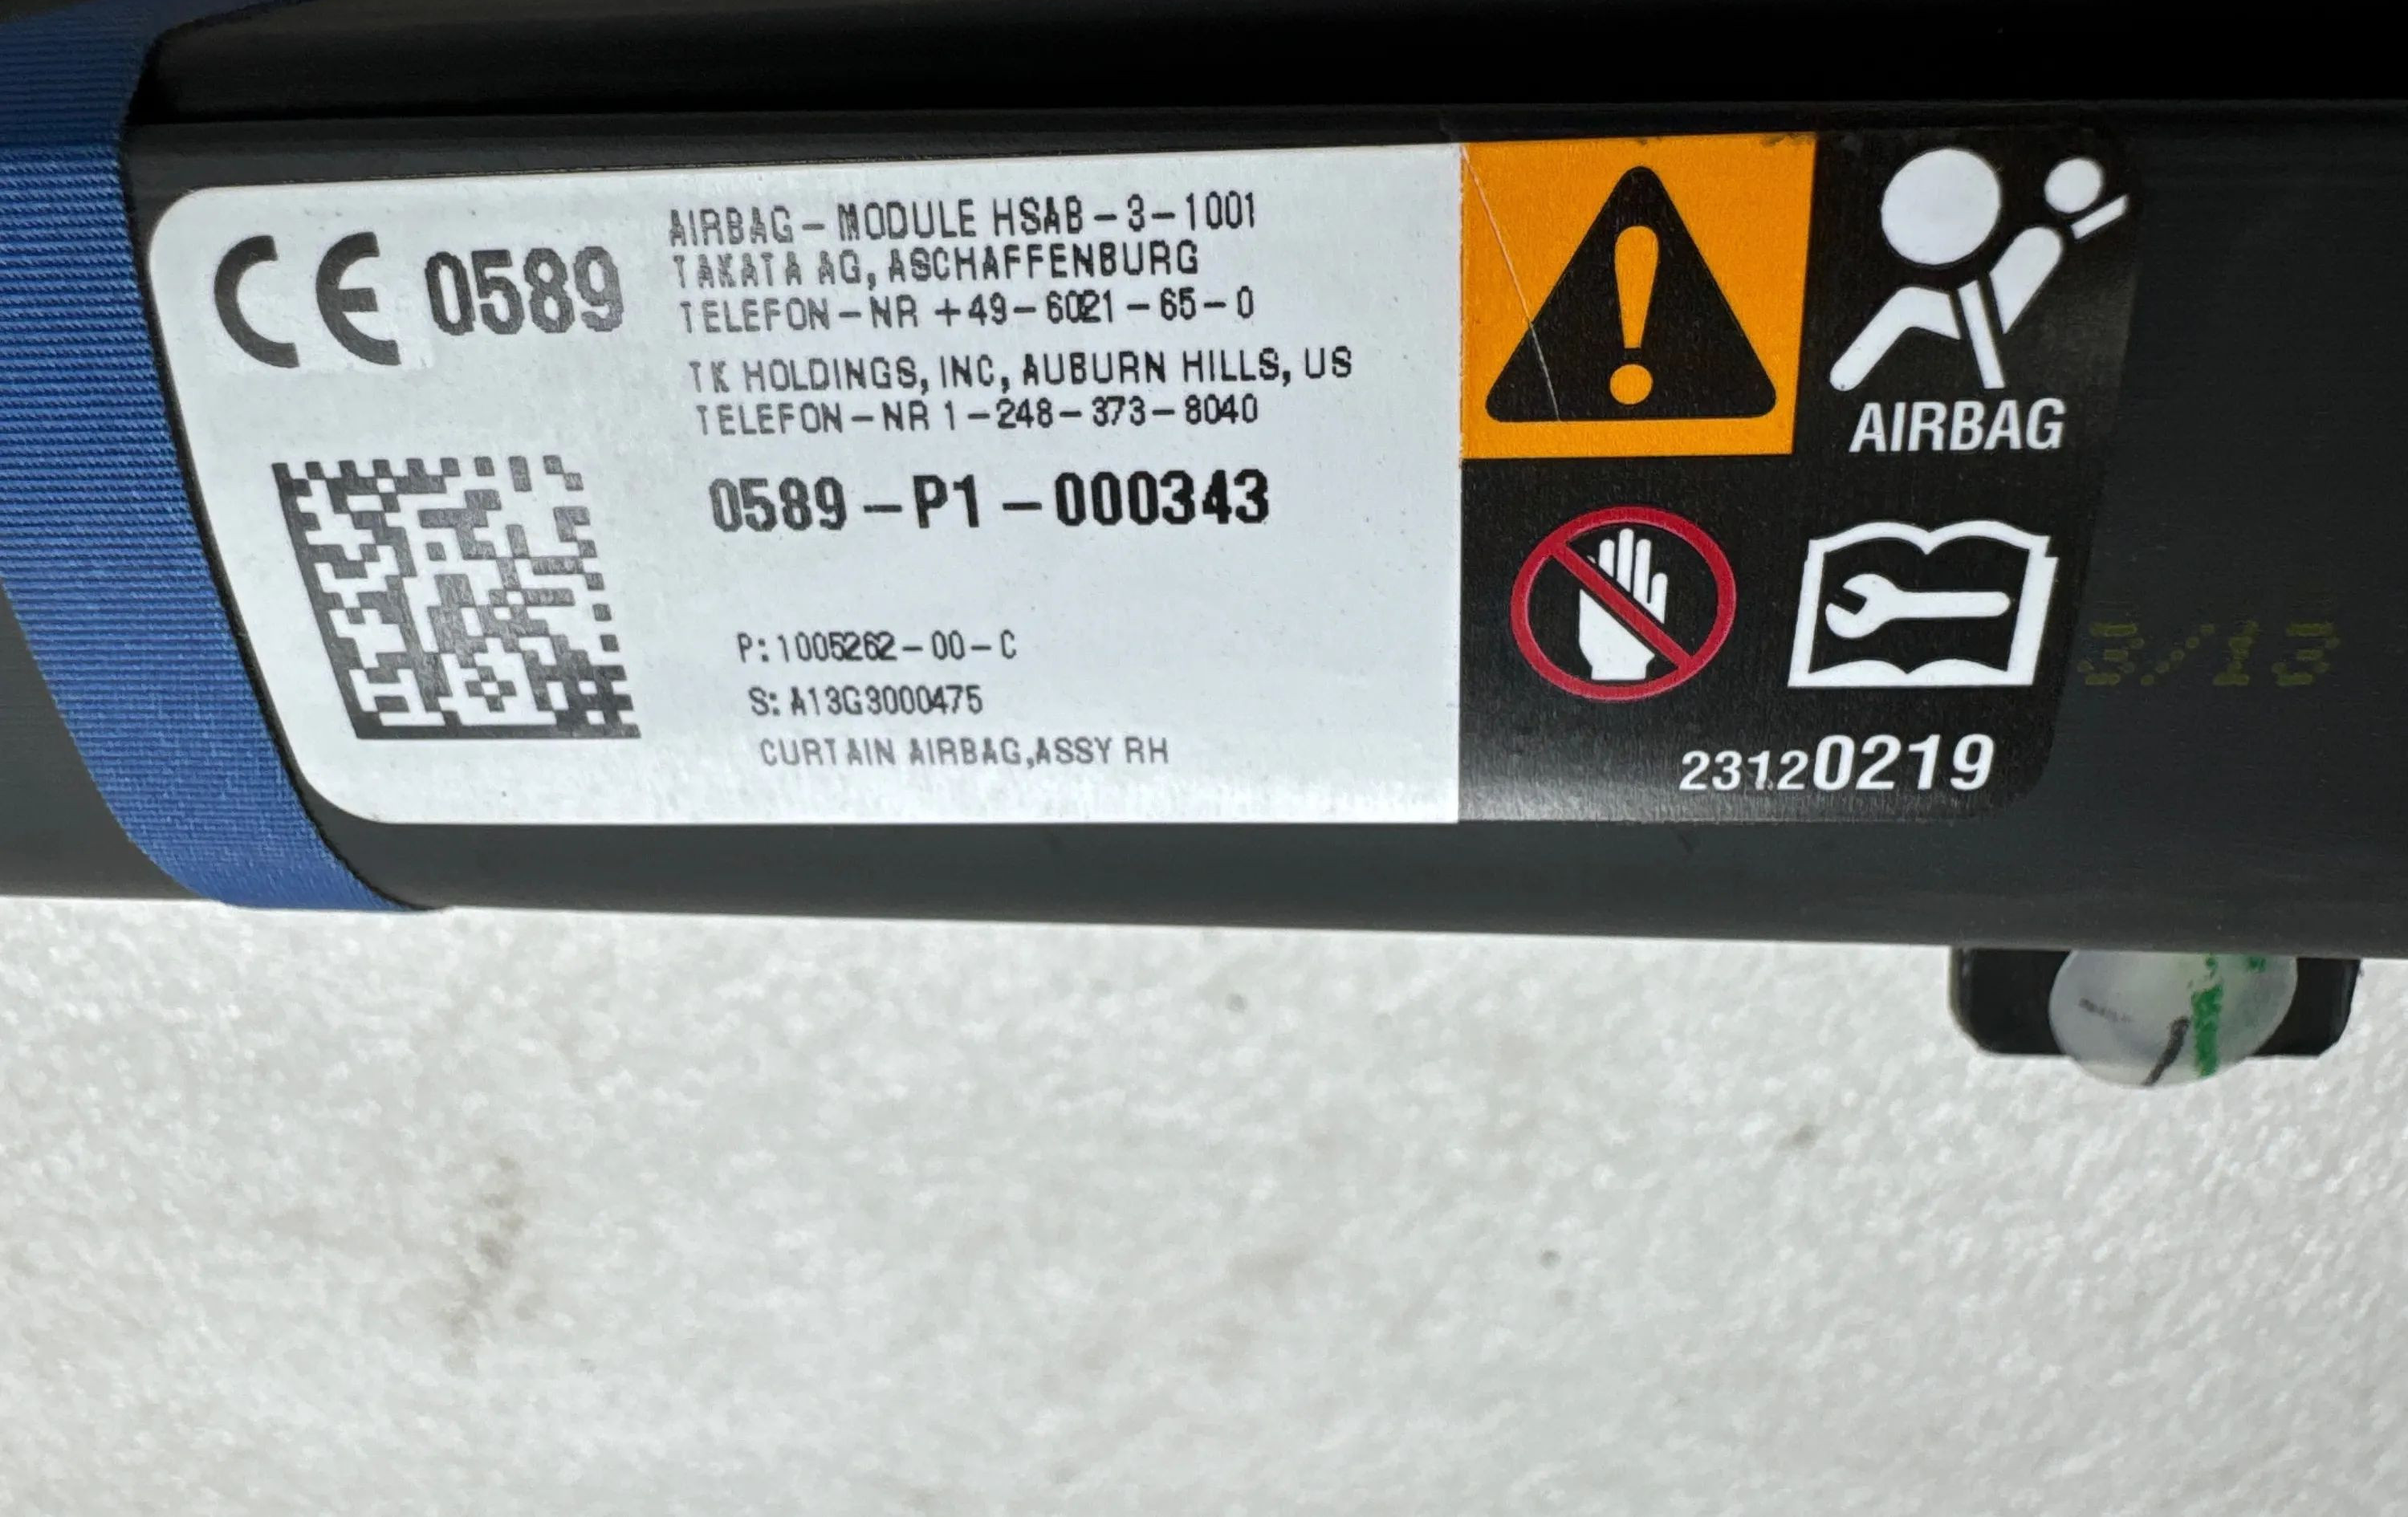 CE 0589
AIRBAG-MODULE HSAB-3-1001
TAKATA AG, ASCHAFFENBURG
TELEFON-NR +49-6021-65-0
TK HOLDINGS, INC, AUBURN HILLS, US
TELEFON-NR 1-248-373-8040
0589-P1-000343
P: 1005262-00-C
S: A13G3000475
CURTAIN AIRBAG,ASSY RH
AIRBAG
23120219